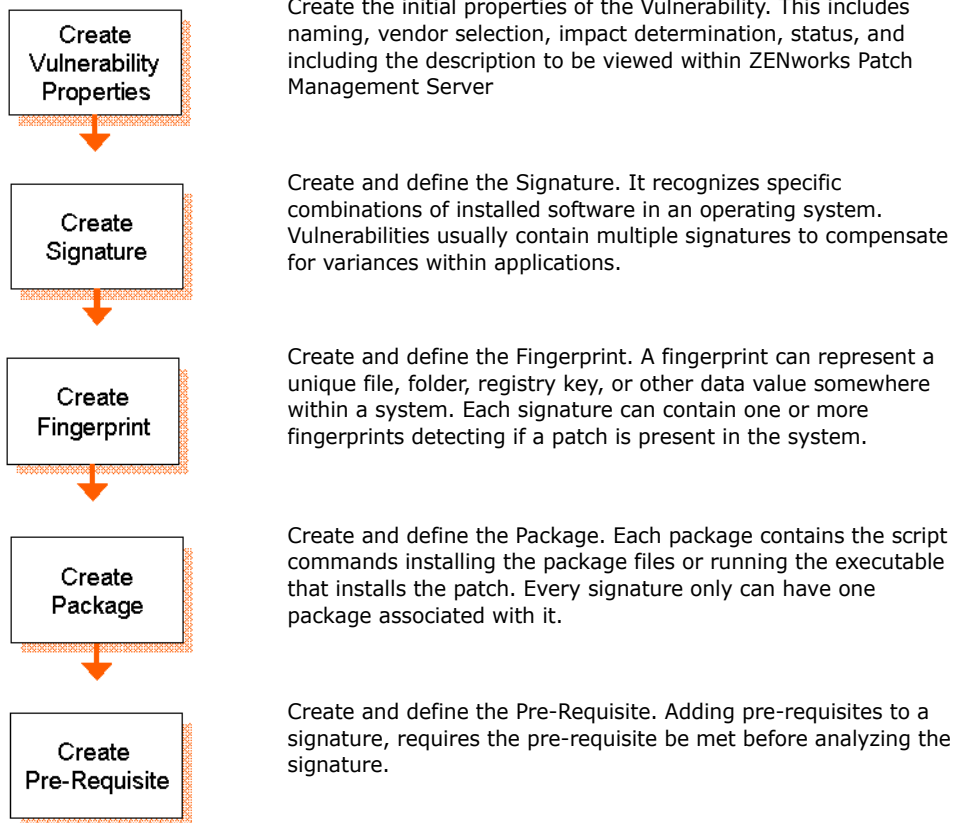 Create the initial properties of the Vulnerability. This includes
naming, vendor selection, impact determination, status, and
including the description to be viewed within ZENworks Patch
Management Server
Create
Vulnerability
Properties
Create and define the Signature. It recognizes specific
combinations of installed software in an operating system.
Vulnerabilities usually contain multiple signatures to compensate
for variances within applications.
Create
Signature
Create and define the Fingerprint. A fingerprint can represent a
unique file, folder, registry key, or other data value somewhere
within a system. Each signature can contain one or more
fingerprints detecting if a patch is present in the system.
Create
Fingerprint
Create and define the Package. Each package contains the script
commands installing the package files or running the executable
that installs the patch. Every signature only can have one
package associated with it.
Create
Package
Create and define the Pre-Requisite. Adding pre-requisites to a
signature, requires the pre-requisite be met before analyzing the
signature.
Create
Pre-Requisite